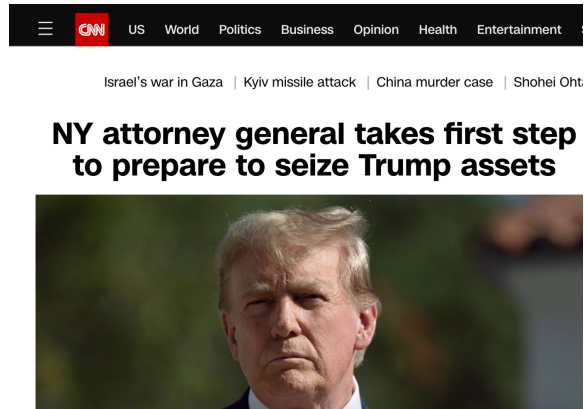 CNN US World Politics Business Opinion Health Entertainment
Israel's war in Gaza | Kyiv missile attack | China murder case | Shohei
NY attorney general takes first step
to prepare to seize Trump assets